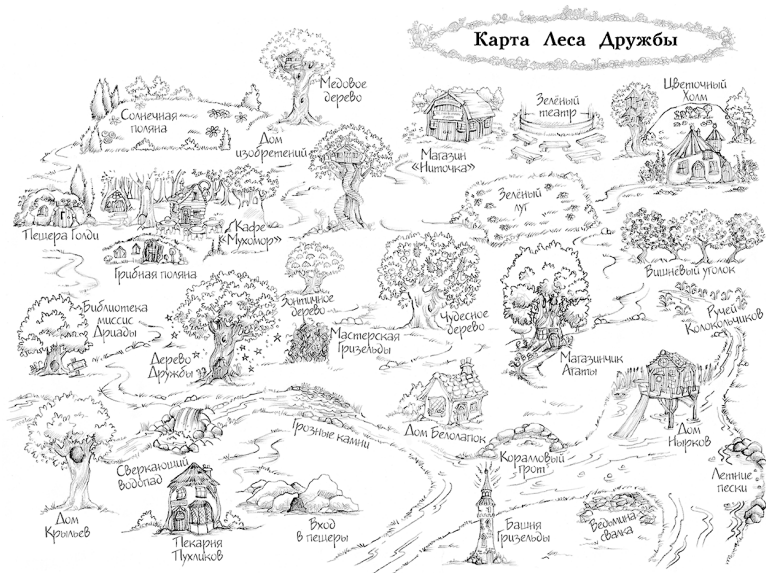 Карта Леса Дружбы
Медовое
дерево
Солнечная
поляна
Дом
изобретений
Магазин
«Ниточка»
Зелёный
театр
Цветочный
Холм
Пещера Голди
Кафе
«Мухомор»
Грибная поляна
Зелёный
луг
Вишнёвый уголок
Библиотека
миссис
Дриады
Дерево
Дружбы
Зонтичное
дерево
Мастерская
Гризельды
Чудесное
дерево
Магазинчик
Агаты
Ручей
Колокольчиков
Грозные камни
Дом Белолапок
Дом
Нырков
Сверкающий
водопад
Коралловый
грот
Летние
пески
Дом
Крыльев
Пекарня
Пухликов
Вход
в пещеры
Башня
Гризельды
Ведьмина
свалка